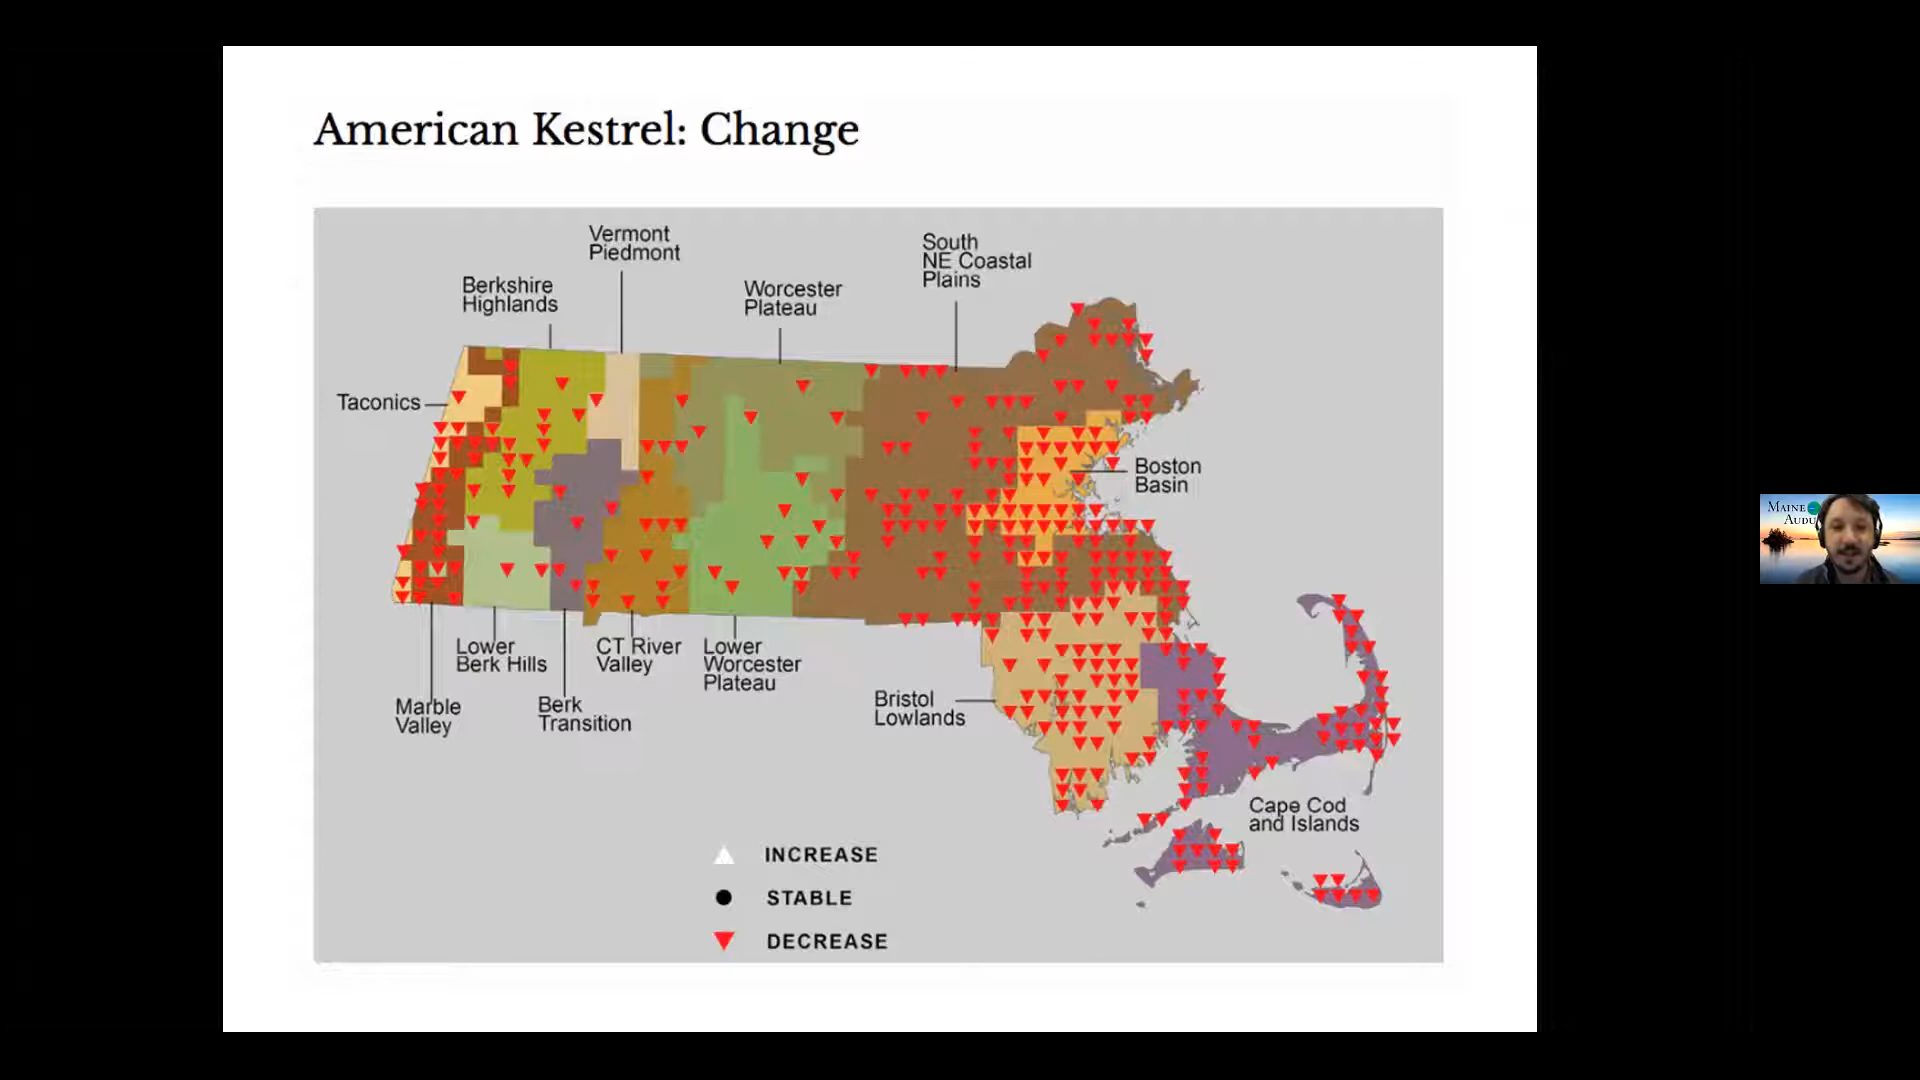 American Kestrel: Change
Vermont
Piedmont
South
NE Coastal
Plains
Berkshire
Highlands
Worcester
Plateau
Taconics
Boston
Basin
Lower
Berk Hills
CT River
Valley
Lower
Worcester
Plateau
Marble
Valley
Berk
Transition
Bristol
Lowlands
Cape Cod
and Islands
INCREASE
STABLE
DECREASE
MAINE
AUDU